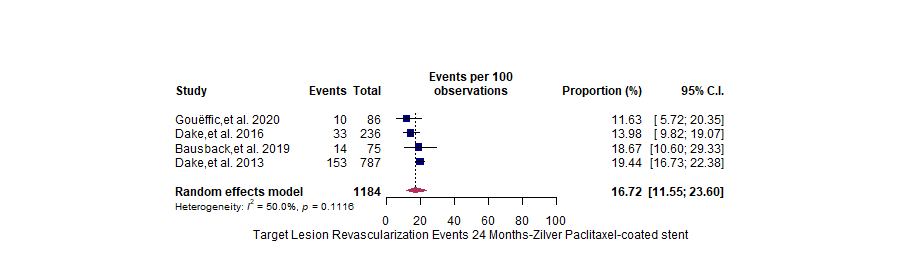 Events per 100
Study Events Total observations Proportion (%) 95% C.I.
Gouëffic,et al. 2020 10 86 11.63 [ 5.72; 20.35]
Dake,et al. 2016 33 236 13.98 [ 9.82; 19.07]
Bausback,et al. 2019 14 75 18.67 [10.60; 29.33]
Dake,et al. 2013 153 787 19.44 [16.73; 22.38]
Random effects model 1184 16.72 [11.55; 23.60]
Heterogeneity: I² = 50.0%, p = 0.1116
0 20 40 60 80 100
Target Lesion Revascularization Events 24 Months-Zilver Paclitaxel-coated stent